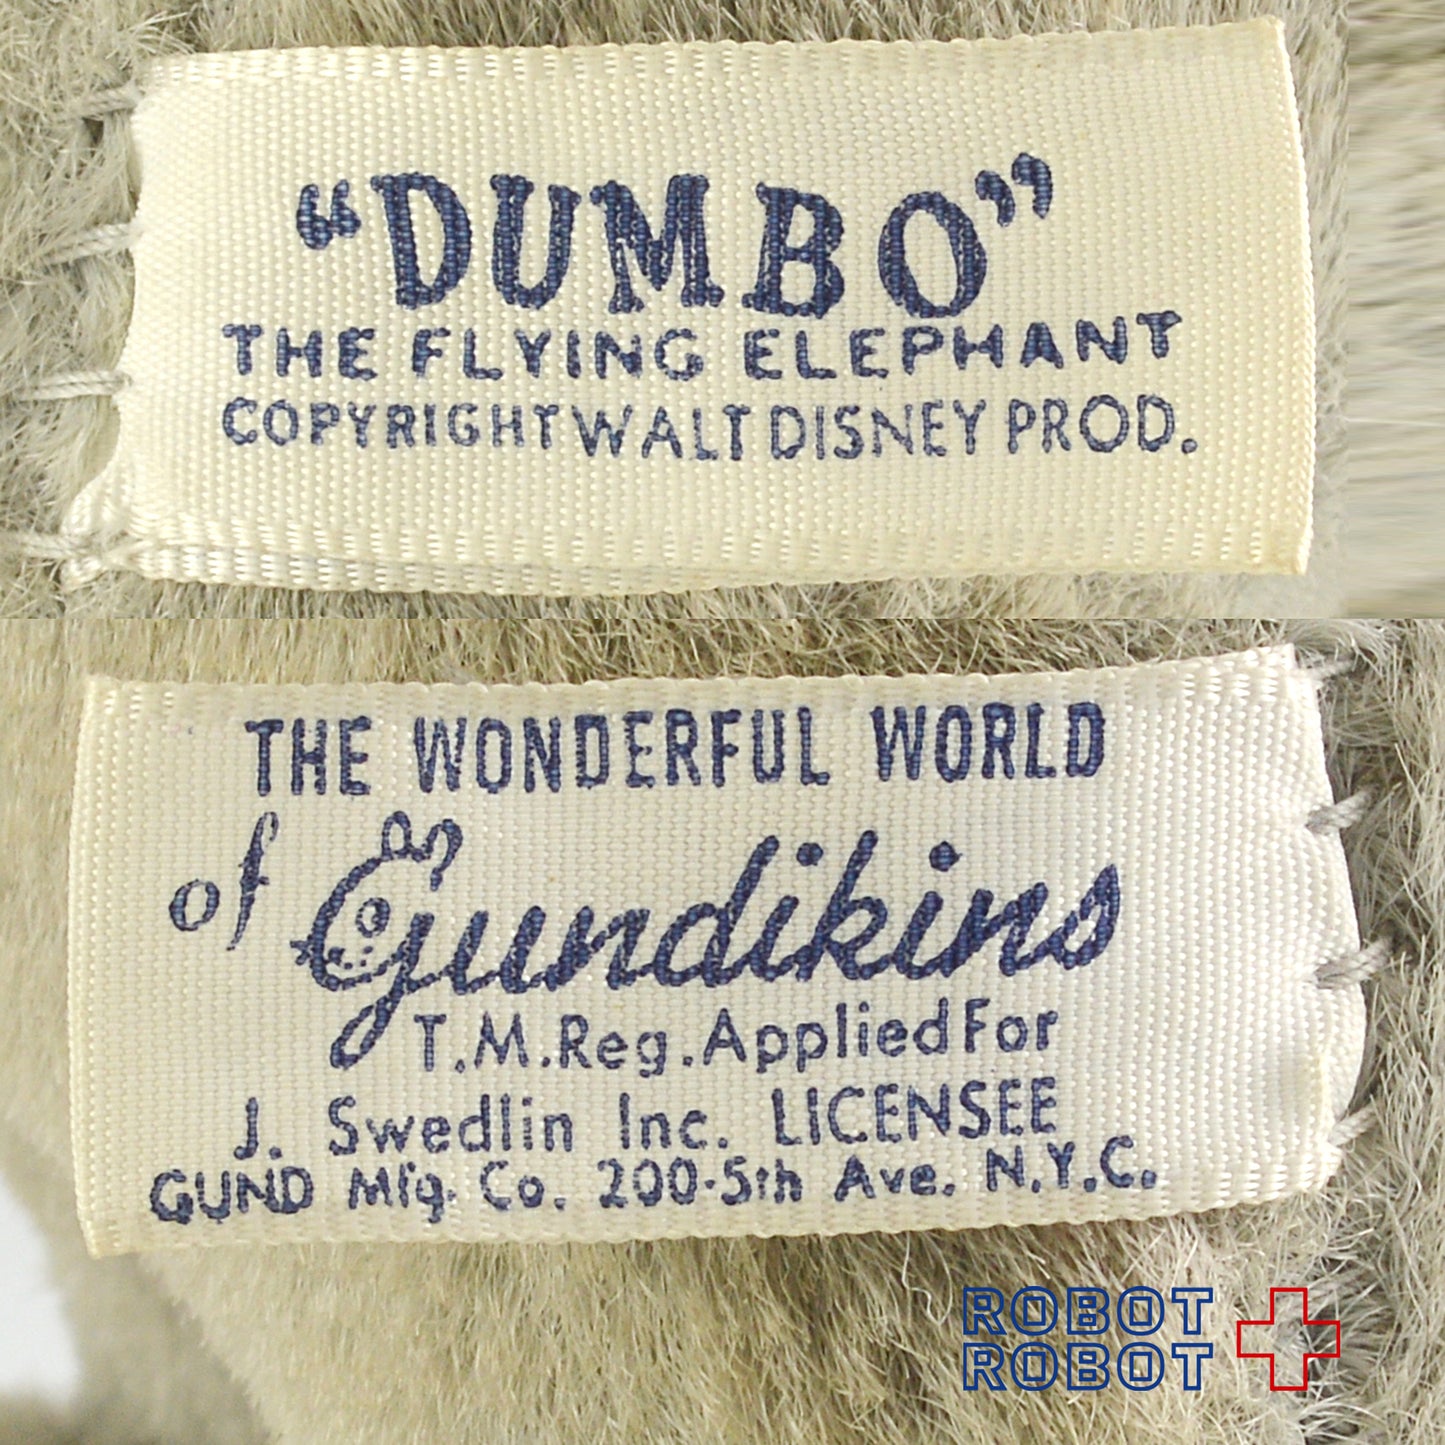 “DUMBO”
THE FLYING ELEPHANT
COPYRIGHT WALT DISNEY PROD.
THE WONDERFUL WORLD
of Gundikins
T.M.Reg.Applied For
J. Swedlin Inc. LICENSEE
GUND Mfg. Co. 200-5th Ave. N.Y.C.
ROBOT
ROBOT